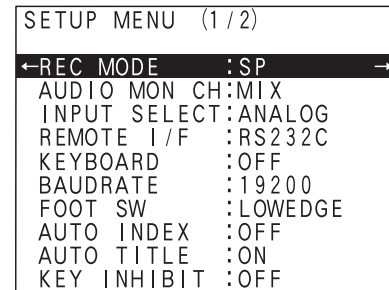 SETUP MENU (1/2)
←REC MODE :SP →
AUDIO MON CH:MIX
INPUT SELECT:ANALOG
REMOTE I/F :RS232C
KEYBOARD :OFF
BAUDRATE :19200
FOOT SW :LOWEDGE
AUTO INDEX :OFF
AUTO TITLE :ON
KEY INHIBIT :OFF